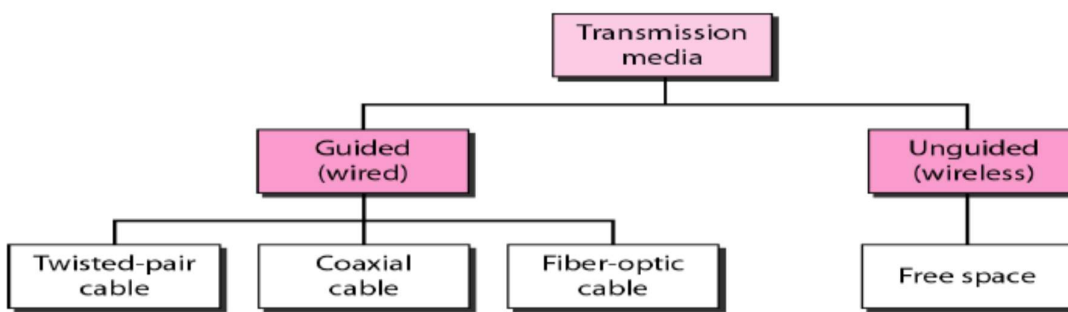 Transmission
media
Guided
(wired)
Unguided
(wireless)
Twisted-pair
cable
Coaxial
cable
Fiber-optic
cable
Free space